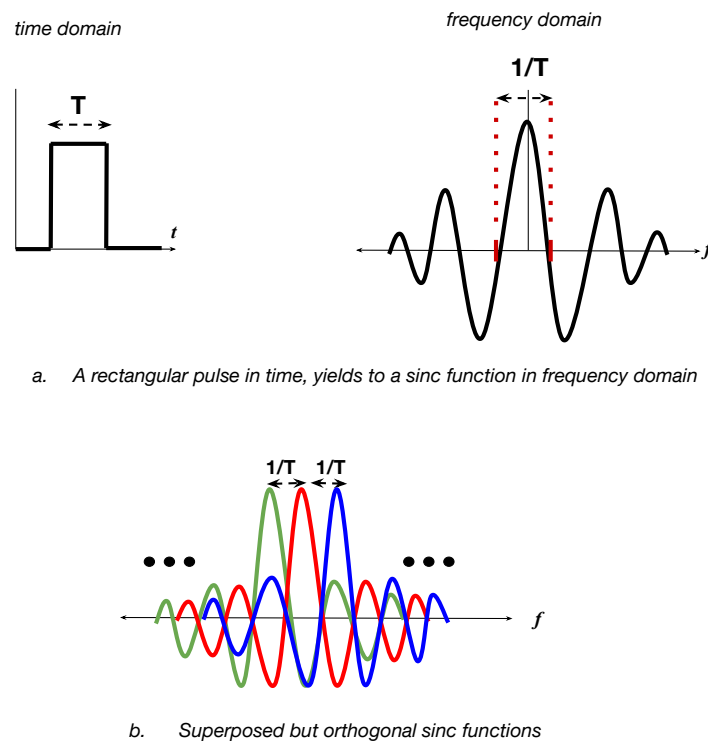 time domain
frequency domain
1/T
T
t
f
a. A rectangular pulse in time, yields to a sinc function in frequency domain
1/T 1/T
f
b. Superposed but orthogonal sinc functions